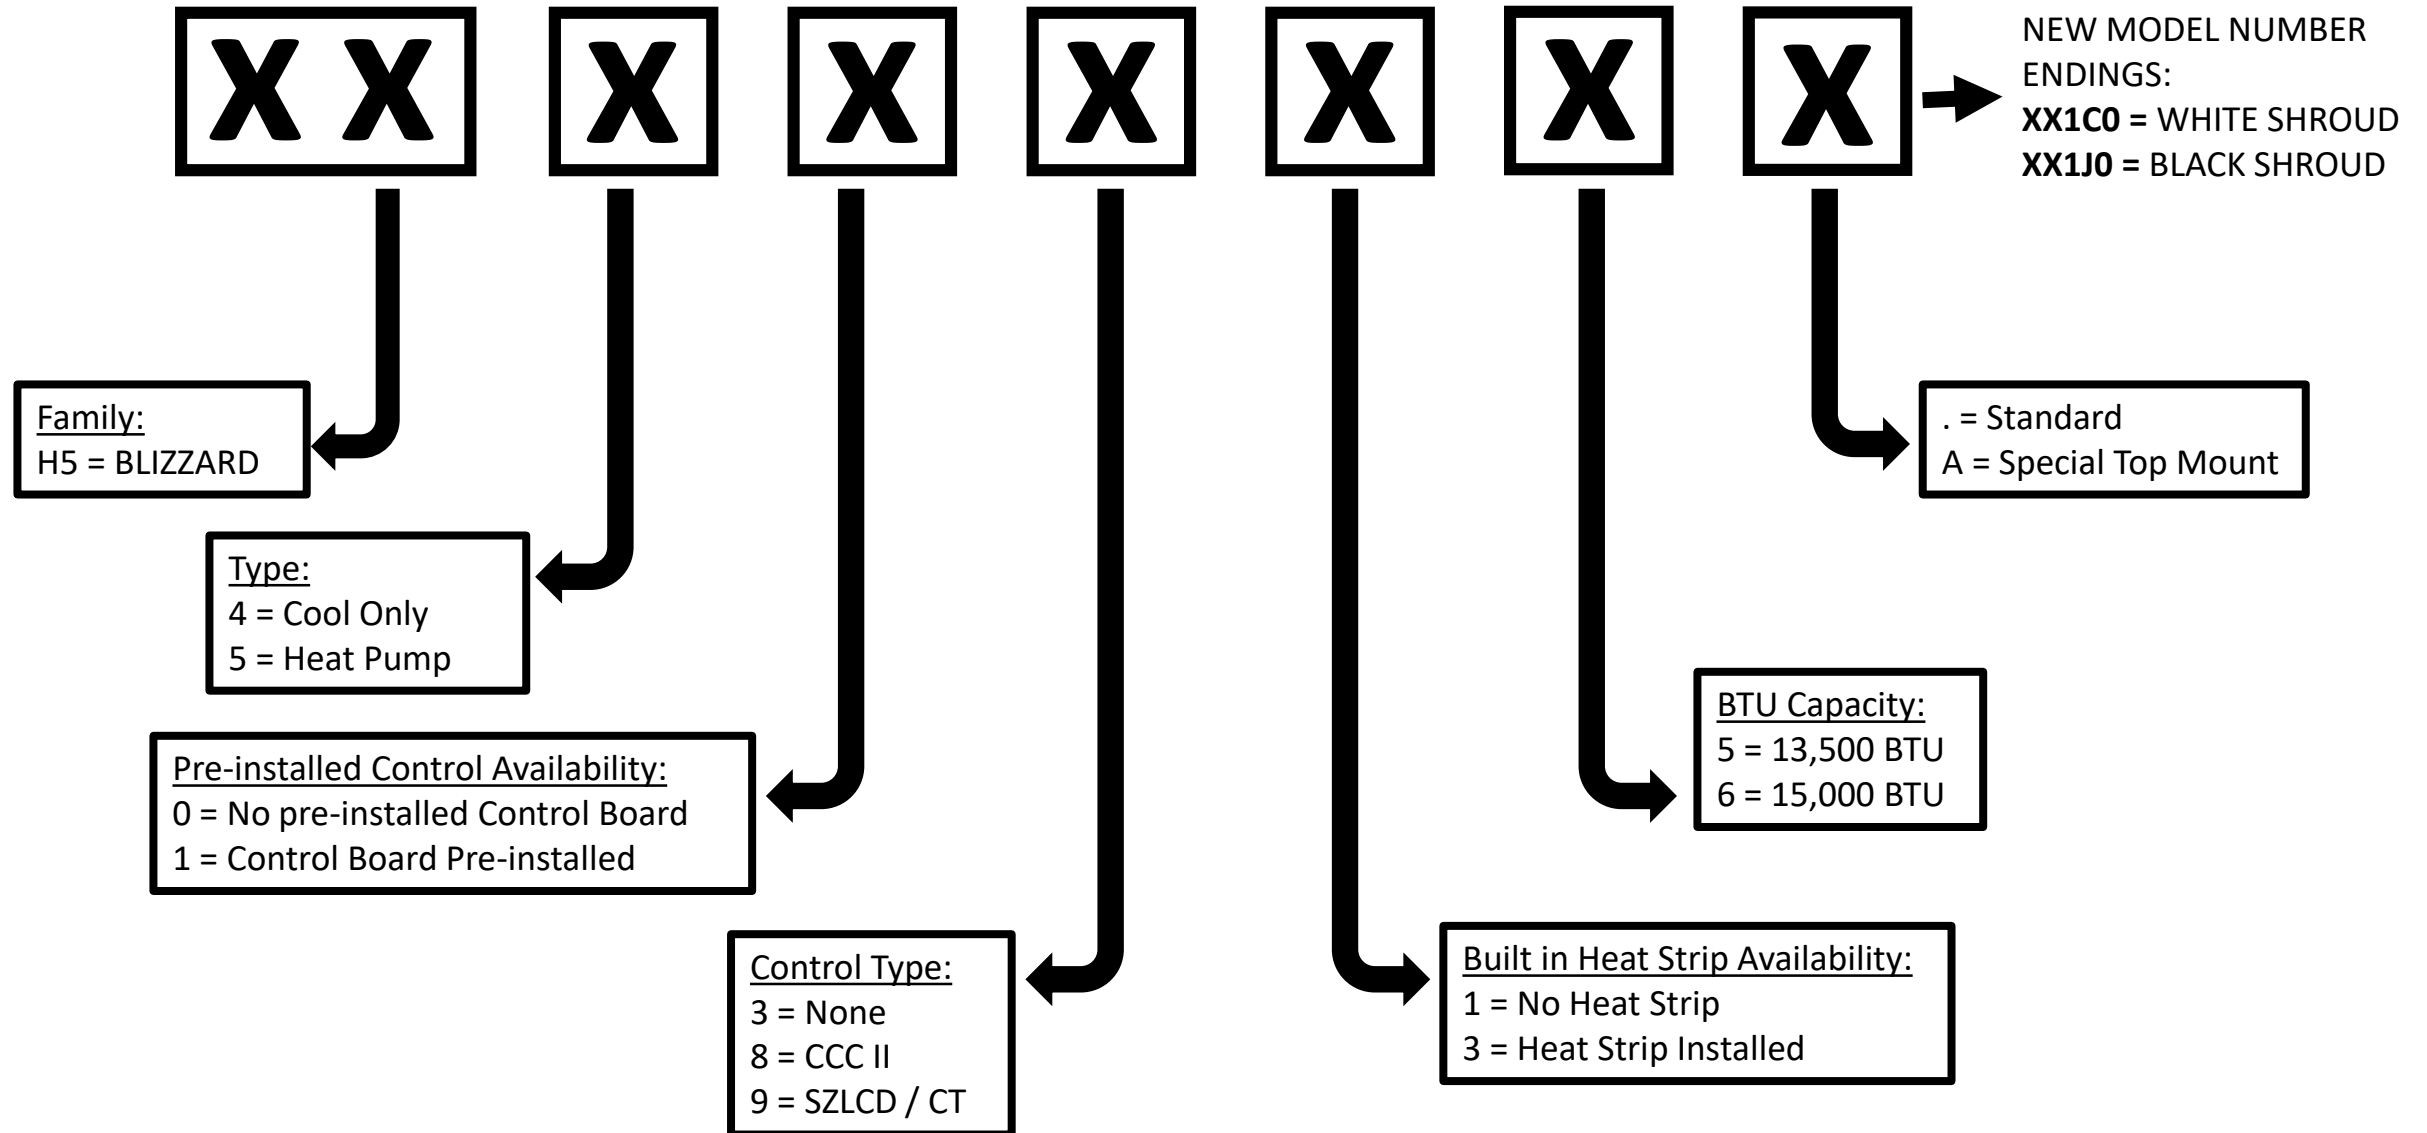 X X X X X X X X
NEW MODEL NUMBER
ENDINGS:
XX1C0 = WHITE SHROUD
XX1J0 = BLACK SHROUD
Family:
H5 = BLIZZARD
. = Standard
A = Special Top Mount
Type:
4 = Cool Only
5 = Heat Pump
BTU Capacity:
5 = 13,500 BTU
6 = 15,000 BTU
Pre-installed Control Availability:
0 = No pre-installed Control Board
1 = Control Board Pre-installed
Control Type:
3 = None
8 = CCC II
9 = SZLCD / CT
Built in Heat Strip Availability:
1 = No Heat Strip
3 = Heat Strip Installed